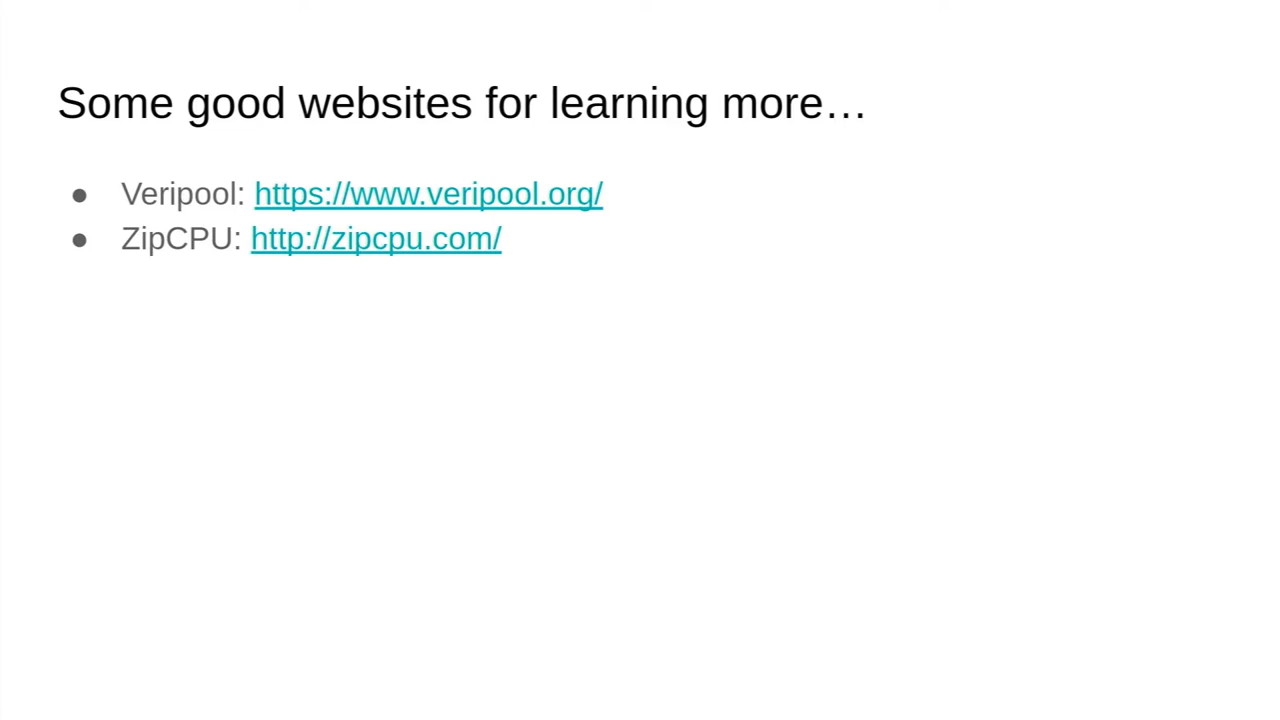 Some good websites for learning more…
● Veripool: https://www.veripool.org/
● ZipCPU: http://zipcpu.com/